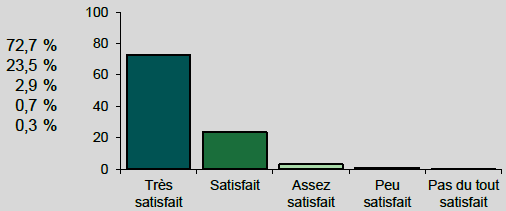 72,7 %
23,5 %
2,9 %
0,7 %
0,3 %
100
80
60
40
20
0
Très
satisfait
Satisfait
Assez
satisfait
Peu
satisfait
Pas du tout
satisfait